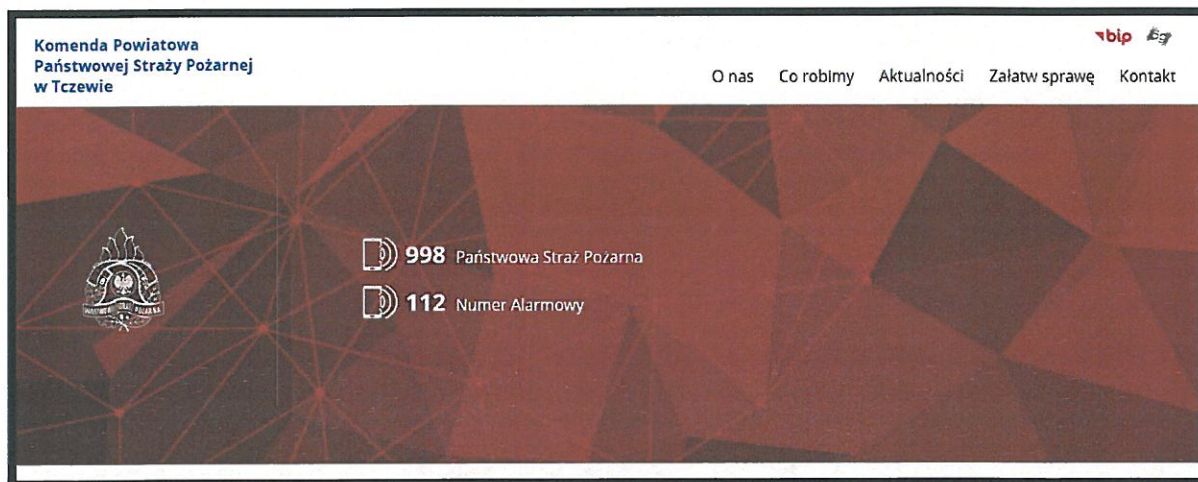 Komenda Powiatowa
Państwowej Straży Pożarnej
w Tczewie
bip
O nas Co robimy Aktualności Załatw sprawę Kontakt
998 Państwowa Straż Pożarna
112 Numer Alarmowy